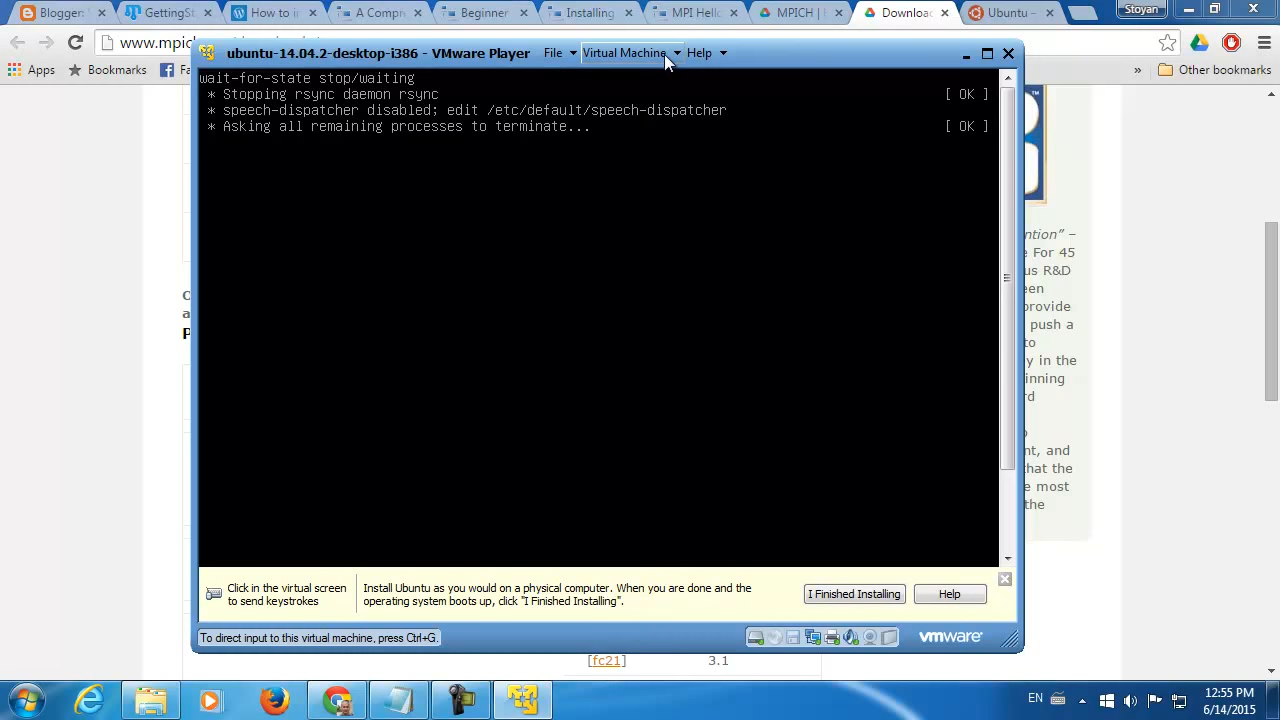 Blogger:
GettingSt
How to i
A Compr
Beginner
Installing
MPI Hello
MPICH |
Downloa
Ubuntu –
Stoyan
www.mpic
Apps
Bookmarks
Fa
»
Other bookmarks
ubuntu-14.04.2-desktop-i386 - VMware Player
File
Virtual Machine
Help
wait-for-state stop/waiting
* Stopping rsync daemon rsync [ OK ]
* speech-dispatcher disabled; edit /etc/default/speech-dispatcher
* Asking all remaining processes to terminate... [ OK ]
ntion” –
e For 45
us R&D
een
provide
push a
to
y in the
inning
rd
nt, and
that the
e most
the
Click in the virtual screen
to send keystrokes
Install Ubuntu as you would on a physical computer. When you are done and the
operating system boots up, click "I Finished Installing".
I Finished Installing
Help
To direct input to this virtual machine, press Ctrl+G.
vmware
[fc21] 3.1
EN
12:55 PM
6/14/2015